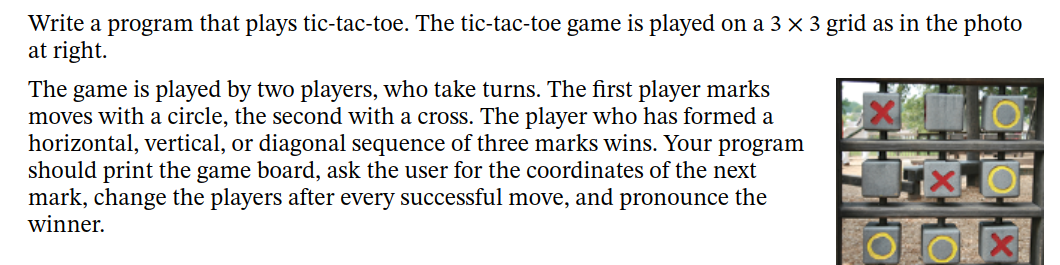 Write a program that plays tic-tac-toe. The tic-tac-toe game is played on a 3 × 3 grid as in the photo
at right.
The game is played by two players, who take turns. The first player marks
moves with a circle, the second with a cross. The player who has formed a
horizontal, vertical, or diagonal sequence of three marks wins. Your program
should print the game board, ask the user for the coordinates of the next
mark, change the players after every successful move, and pronounce the
winner.